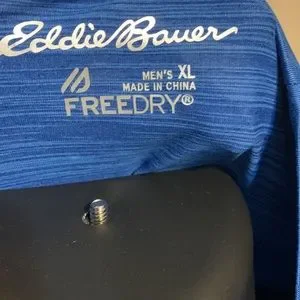 Eddie Bauer
MEN'S XL
MADE IN CHINA
FREEDRY®